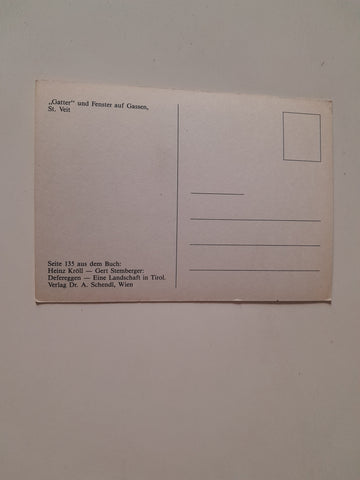 „Gatter" und Fenster auf Gassen,
St. Veit
Seite 135 aus dem Buch:
Heinz Kröll — Gert Stemberger:
Defereggen — Eine Landschaft in Tirol.
Verlag Dr. A. Schendl, Wien